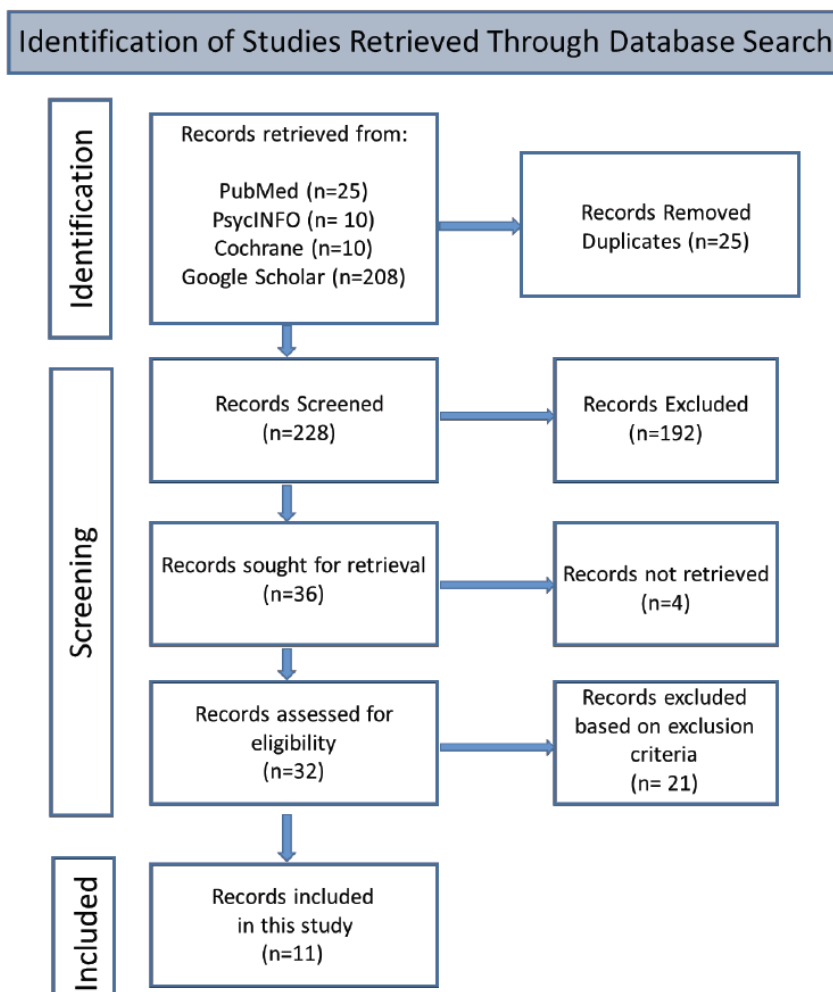 Identification of Studies Retrieved Through Database Search
Identification
Records retrieved from:
PubMed (n=25)
PsycINFO (n= 10)
Cochrane (n=10)
Google Scholar (n=208)
Records Removed
Duplicates (n=25)
Screening
Records Screened
(n=228)
Records Excluded
(n=192)
Records sought for retrieval
(n=36)
Records not retrieved
(n=4)
Records assessed for
eligibility
(n=32)
Records excluded
based on exclusion
criteria
(n= 21)
Included
Records included
in this study
(n=11)